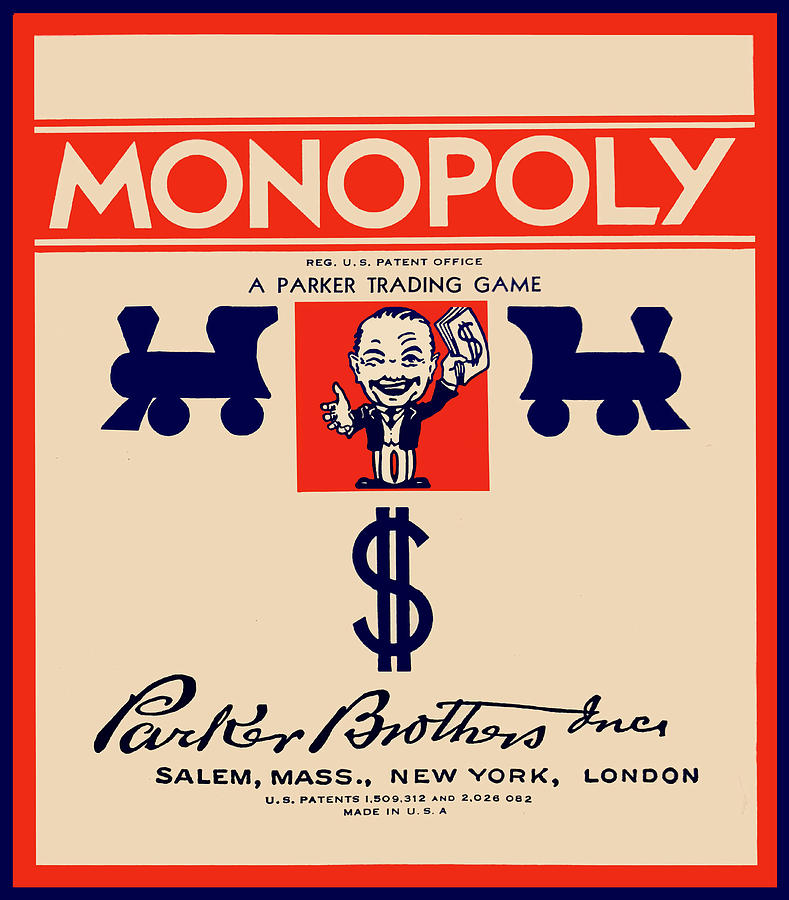 MONOPOLY
REG. U.S. PATENT OFFICE
A PARKER TRADING GAME
$
$
Parker Brothers Inc.
SALEM, MASS., NEW YORK, LONDON
U.S. PATENTS 1,509,312 AND 2,026 082
MADE IN U.S.A